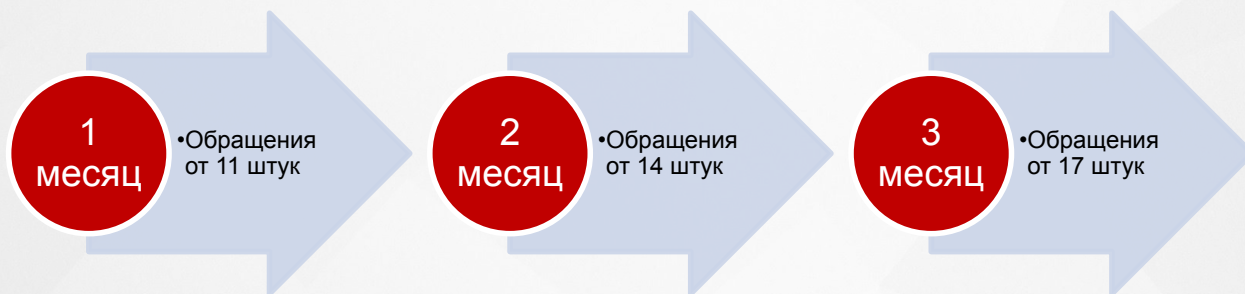 1
месяц
•Обращения
от 11 штук
2
месяц
•Обращения
от 14 штук
3
месяц
•Обращения
от 17 штук